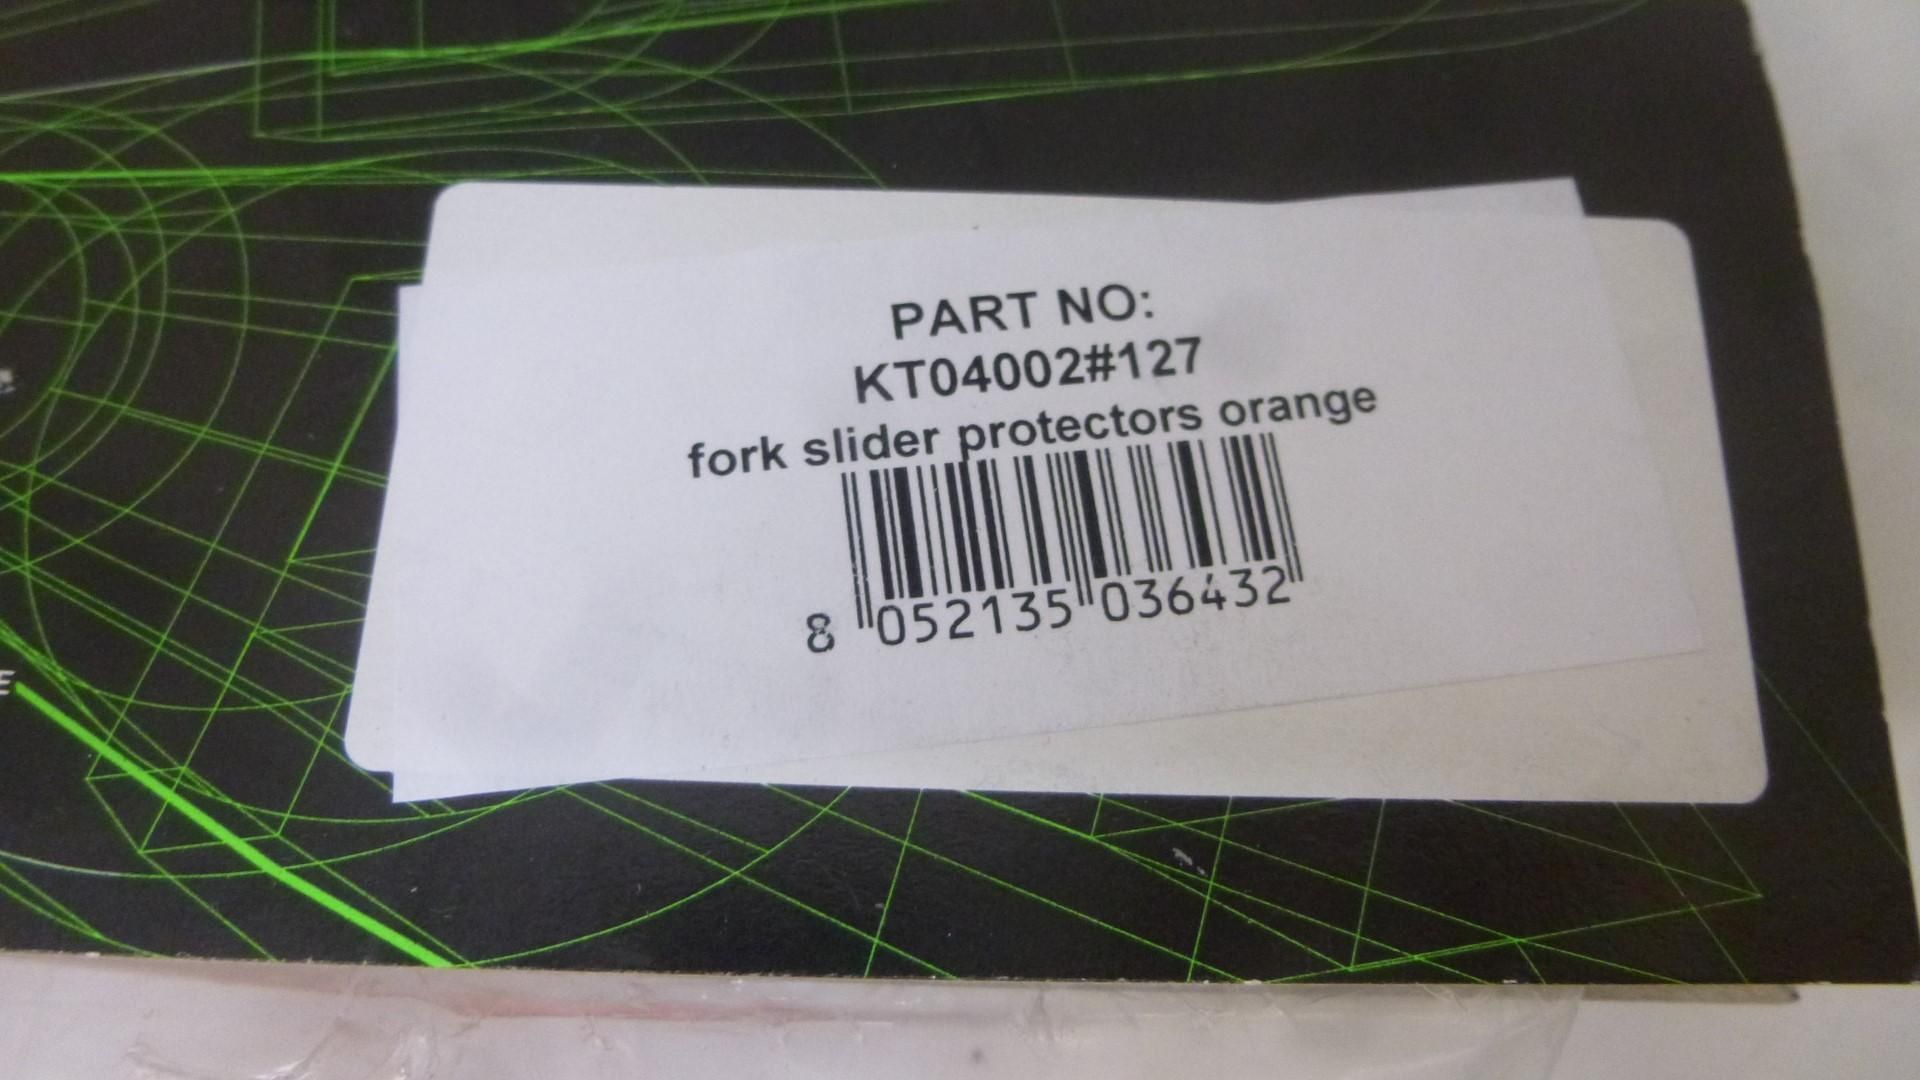 PART NO:
KT04002#127
fork slider protectors orange
8 052135 036432